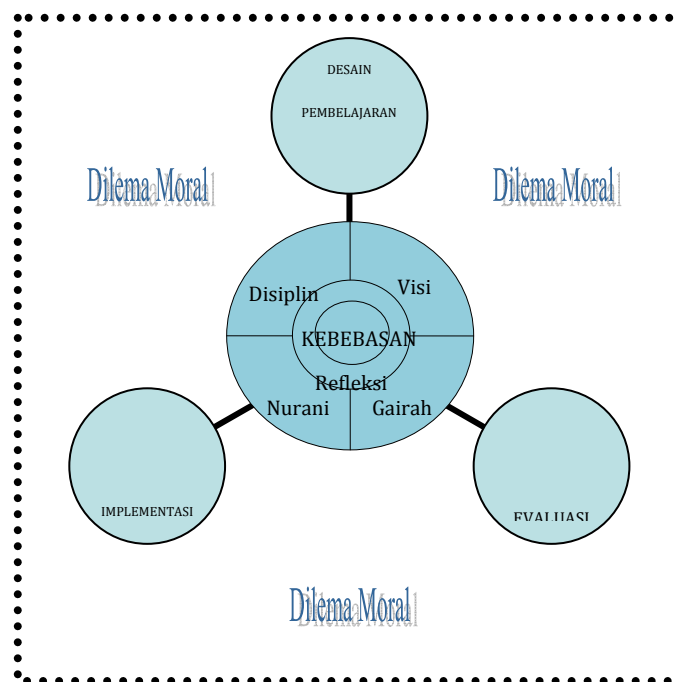 DESAIN
PEMBELAJARAN
Dilema Moral
Dilema Moral
Disiplin
Visi
KEBEBASAN
Refleksi
Nurani
Gairah
IMPLEMENTASI
EVALUASI
Dilema Moral